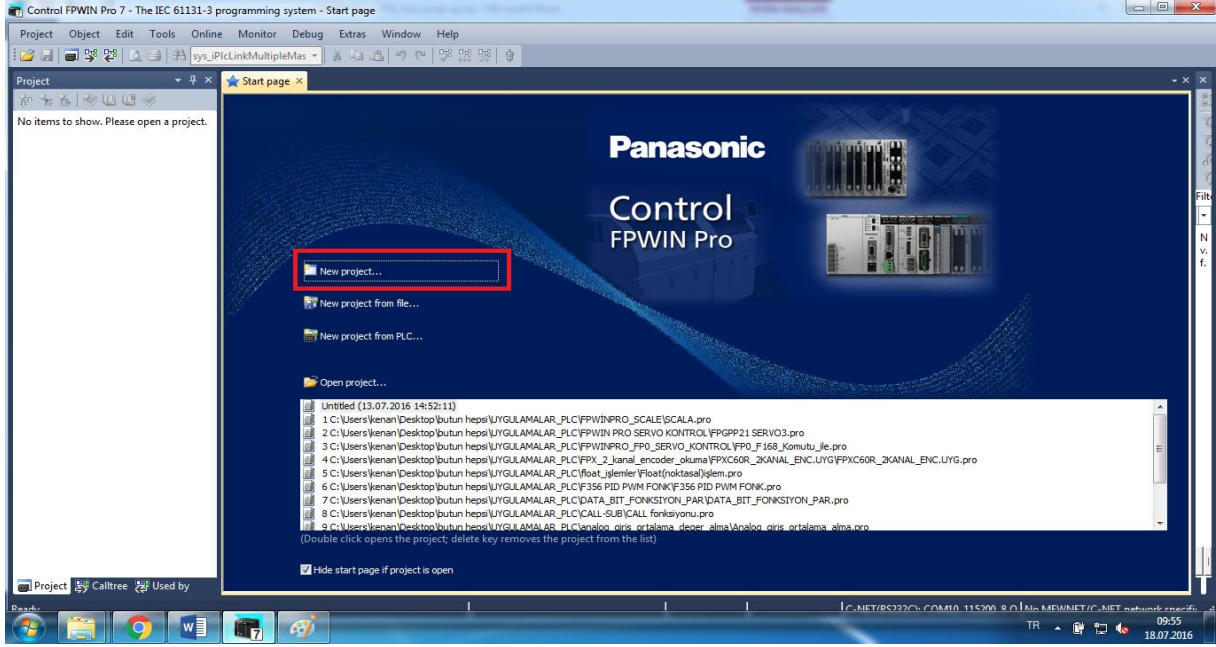 Control FPWIN Pro 7 - The IEC 61131-3 programming system - Start page
Project Object Edit Tools Online Monitor Debug Extras Window Help
sys_iPlcLinkMultipleMas
Project
Start page
No items to show. Please open a project.
Panasonic
Control
FPWIN Pro
New project...
New project from file...
New project from PLC...
Open project...
Untitled (13.07.2016 14:52:11)
1 C:\Users\kenan\Desktop\butun hepsi\UYGULAMALAR_PLC\FPWİNPRO_SCALE\SCALA.pro
2 C:\Users\kenan\Desktop\butun hepsi\UYGULAMALAR_PLC\FPWIN PRO SERVO KONTROL\FPGPP21 SERVO3.pro
3 C:\Users\kenan\Desktop\butun hepsi\UYGULAMALAR_PLC\FPWINPRO_FP0_SERVO_KONTROL\FP0_F168_Komutu_ile.pro
4 C:\Users\kenan\Desktop\butun hepsi\UYGULAMALAR_PLC\FPX_2_kanal_encoder_okuma\FPXC60R_2KANAL_ENC.UYG\FPXC60R_2KANAL_ENC.UYG.pro
5 C:\Users\kenan\Desktop\butun hepsi\UYGULAMALAR_PLC\float_işlemler\Float(noktasal)işlem.pro
6 C:\Users\kenan\Desktop\butun hepsi\UYGULAMALAR_PLC\F356 PID PWM FONK\F356 PID PWM FONK.pro
7 C:\Users\kenan\Desktop\butun hepsi\UYGULAMALAR_PLC\DATA_BIT_FONKSIYON_PAR\DATA_BIT_FONKSIYON_PAR.pro
8 C:\Users\kenan\Desktop\butun hepsi\UYGULAMALAR_PLC\CALL-SUB\CALL fonksiyonu.pro
9 C:\Users\kenan\Desktop\butun hepsi\UYGULAMALAR_PLC\analog_giris_ortalama_deger_alma\Analog_giris_ortalama_alma.pro
(Double click opens the project; delete key removes the project from the list)
Hide start page if project is open
Filt
N
v.
f.
Project Calltree Used by
Ready
C-NET(RS232C): COM10, 115200, 8, O No MEWNET/C-NET network specifi
TR
09:55
18.07.2016